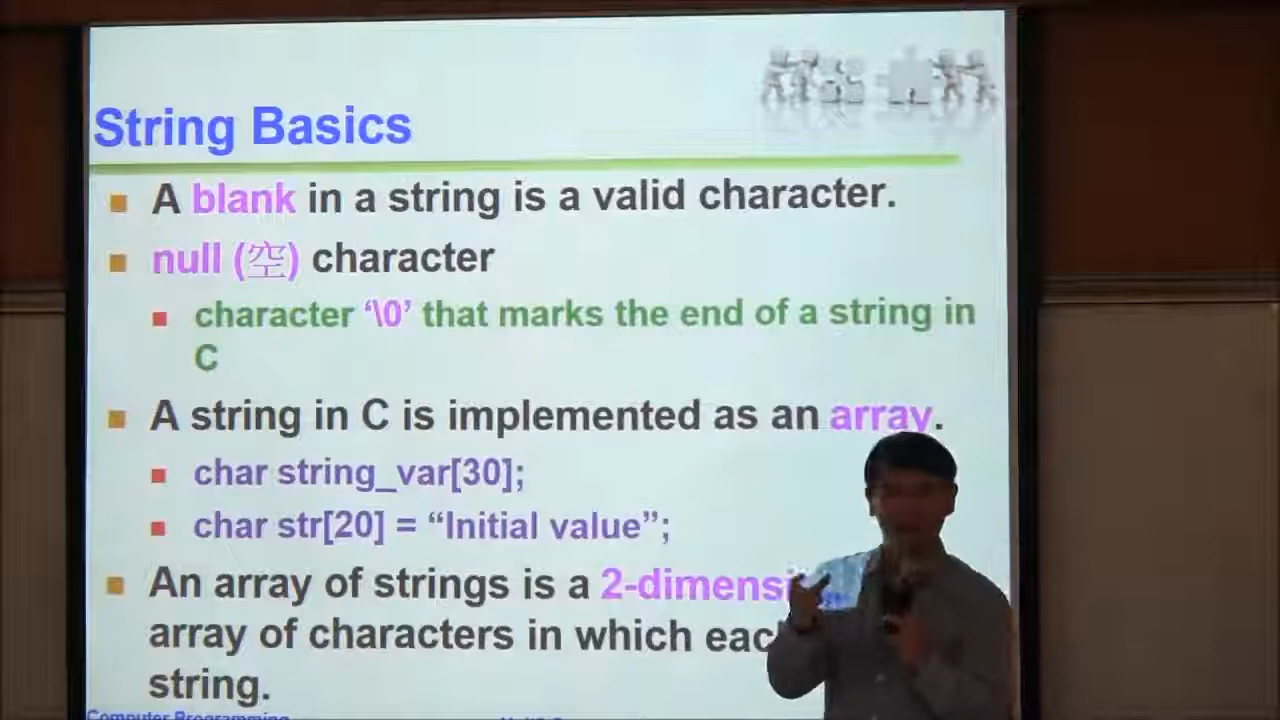 String Basics
A blank in a string is a valid character.
null (空) character
character ‘\0’ that marks the end of a string in
C
A string in C is implemented as an array.
char string_var[30];
char str[20] = “Initial value”;
An array of strings is a 2-dimensi
array of characters in which eac
string.
Computer Programming